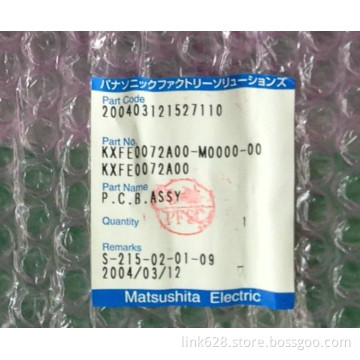 パナソニックファクトリーソリューションズ
Part Code
200403121527110
Part No.
KXFE0072A00-M0000-00
KXFE0072A00
Part Name
P.C.B.ASSY
PFSC
Quantity 1
Remarks
S-215-02-01-09
2004/03/12 -
Matsushita Electric
link628.store.bossgoo.com